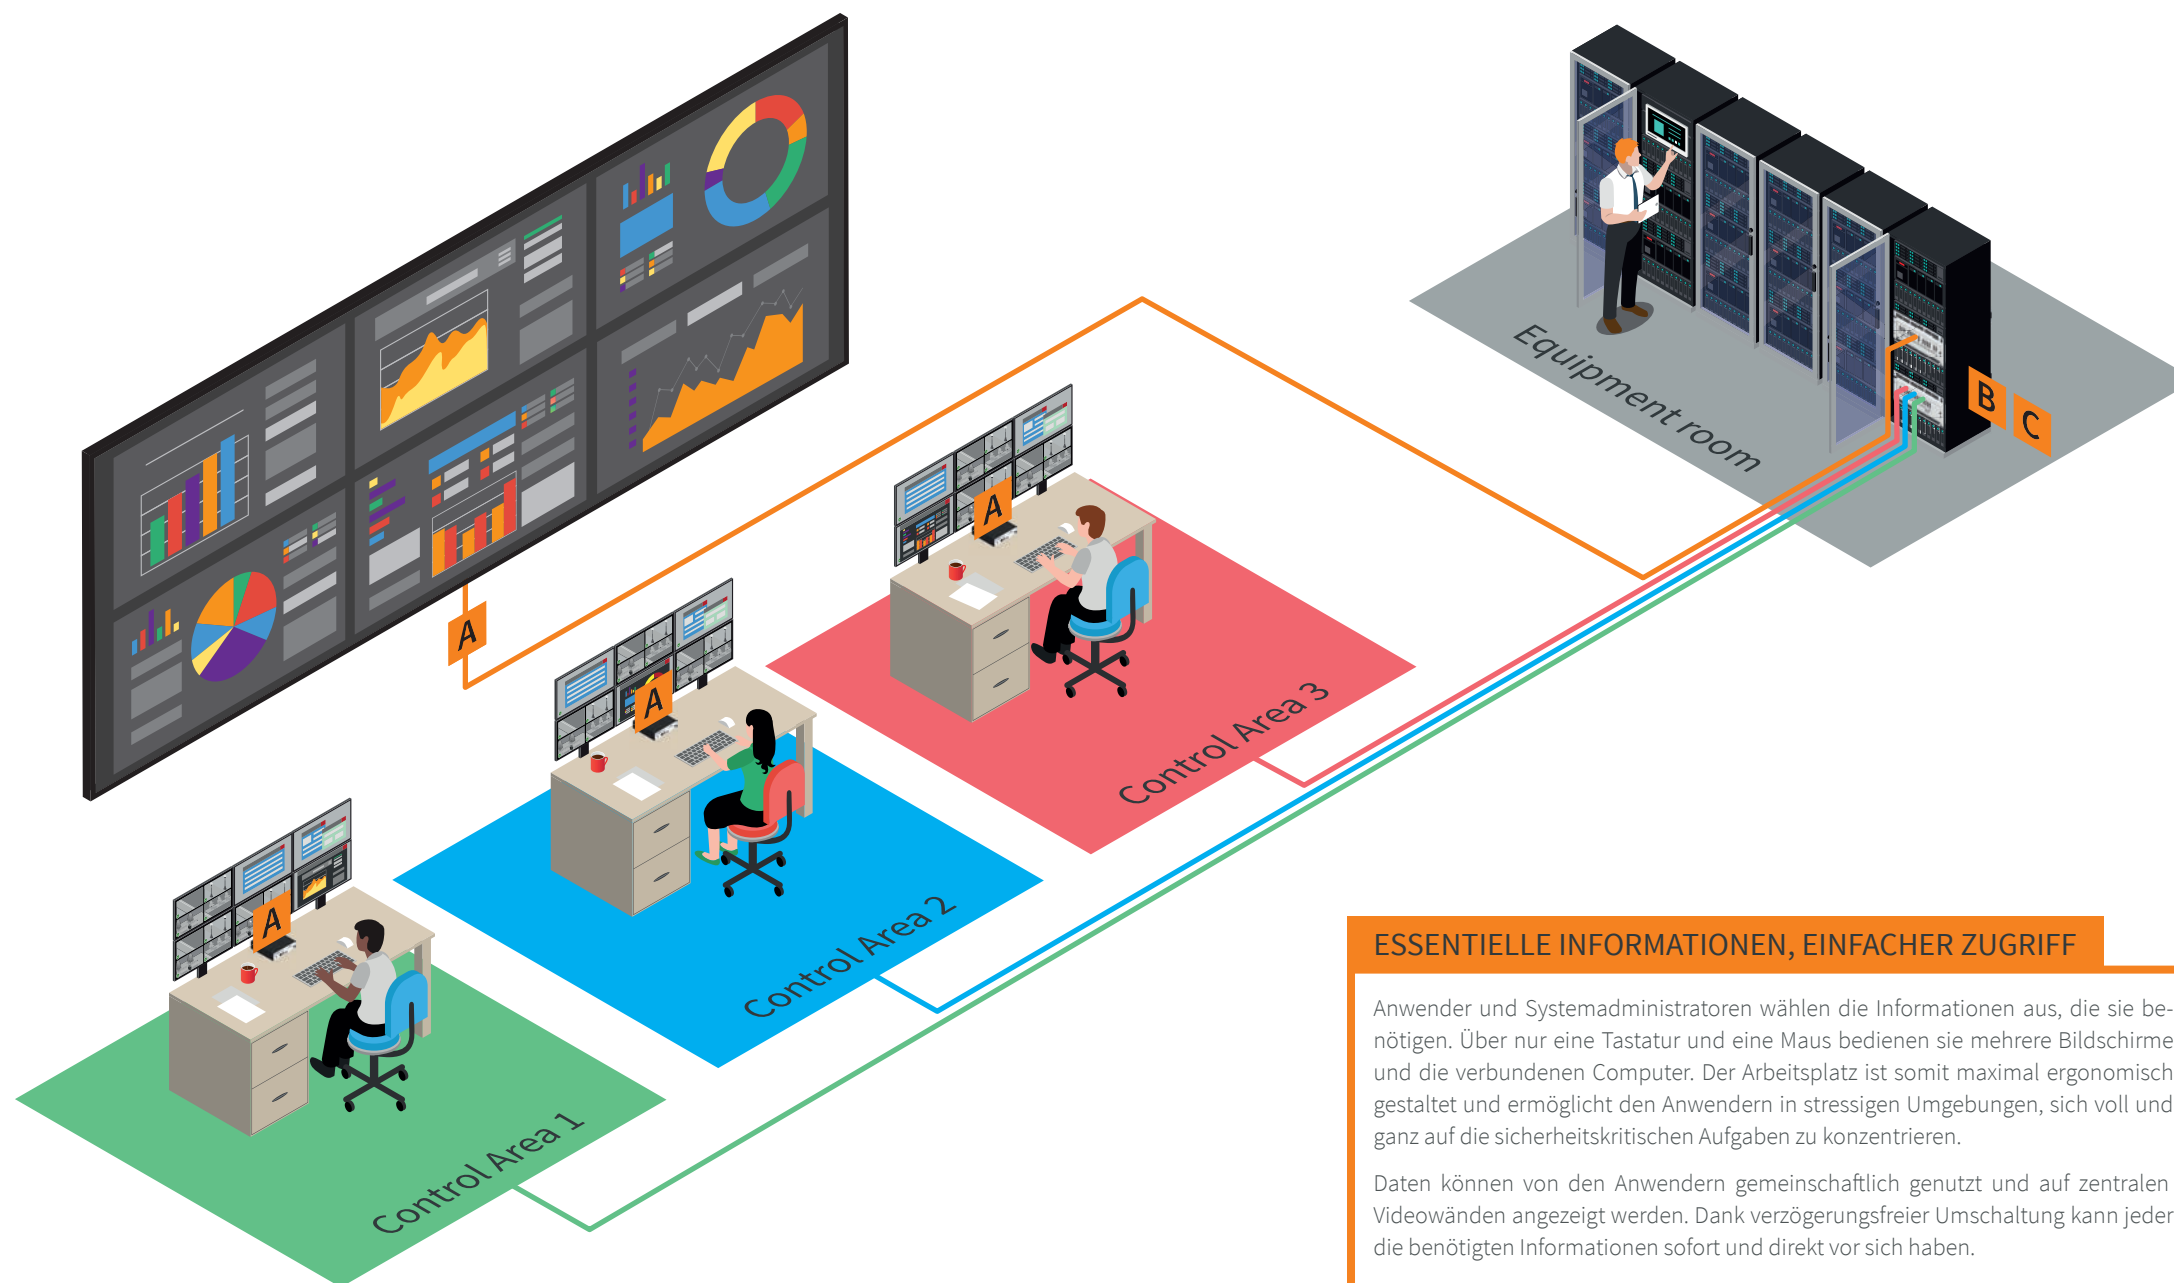 Equipment room
B
C
A
A
Control Area 3
A
Control Area 2
A
Control Area 1
ESSENTIELLE INFORMATIONEN, EINFACHER ZUGRIFF
Anwender und Systemadministratoren wählen die Informationen aus, die sie be-
nötigen. Über nur eine Tastatur und eine Maus bedienen sie mehrere Bildschirme
und die verbundenen Computer. Der Arbeitsplatz ist somit maximal ergonomisch
gestaltet und ermöglicht den Anwendern in stressigen Umgebungen, sich voll und
ganz auf die sicherheitskritischen Aufgaben zu konzentrieren.
Daten können von den Anwendern gemeinschaftlich genutzt und auf zentralen
Videowänden angezeigt werden. Dank verzögerungsfreier Umschaltung kann jeder
die benötigten Informationen sofort und direkt vor sich haben.